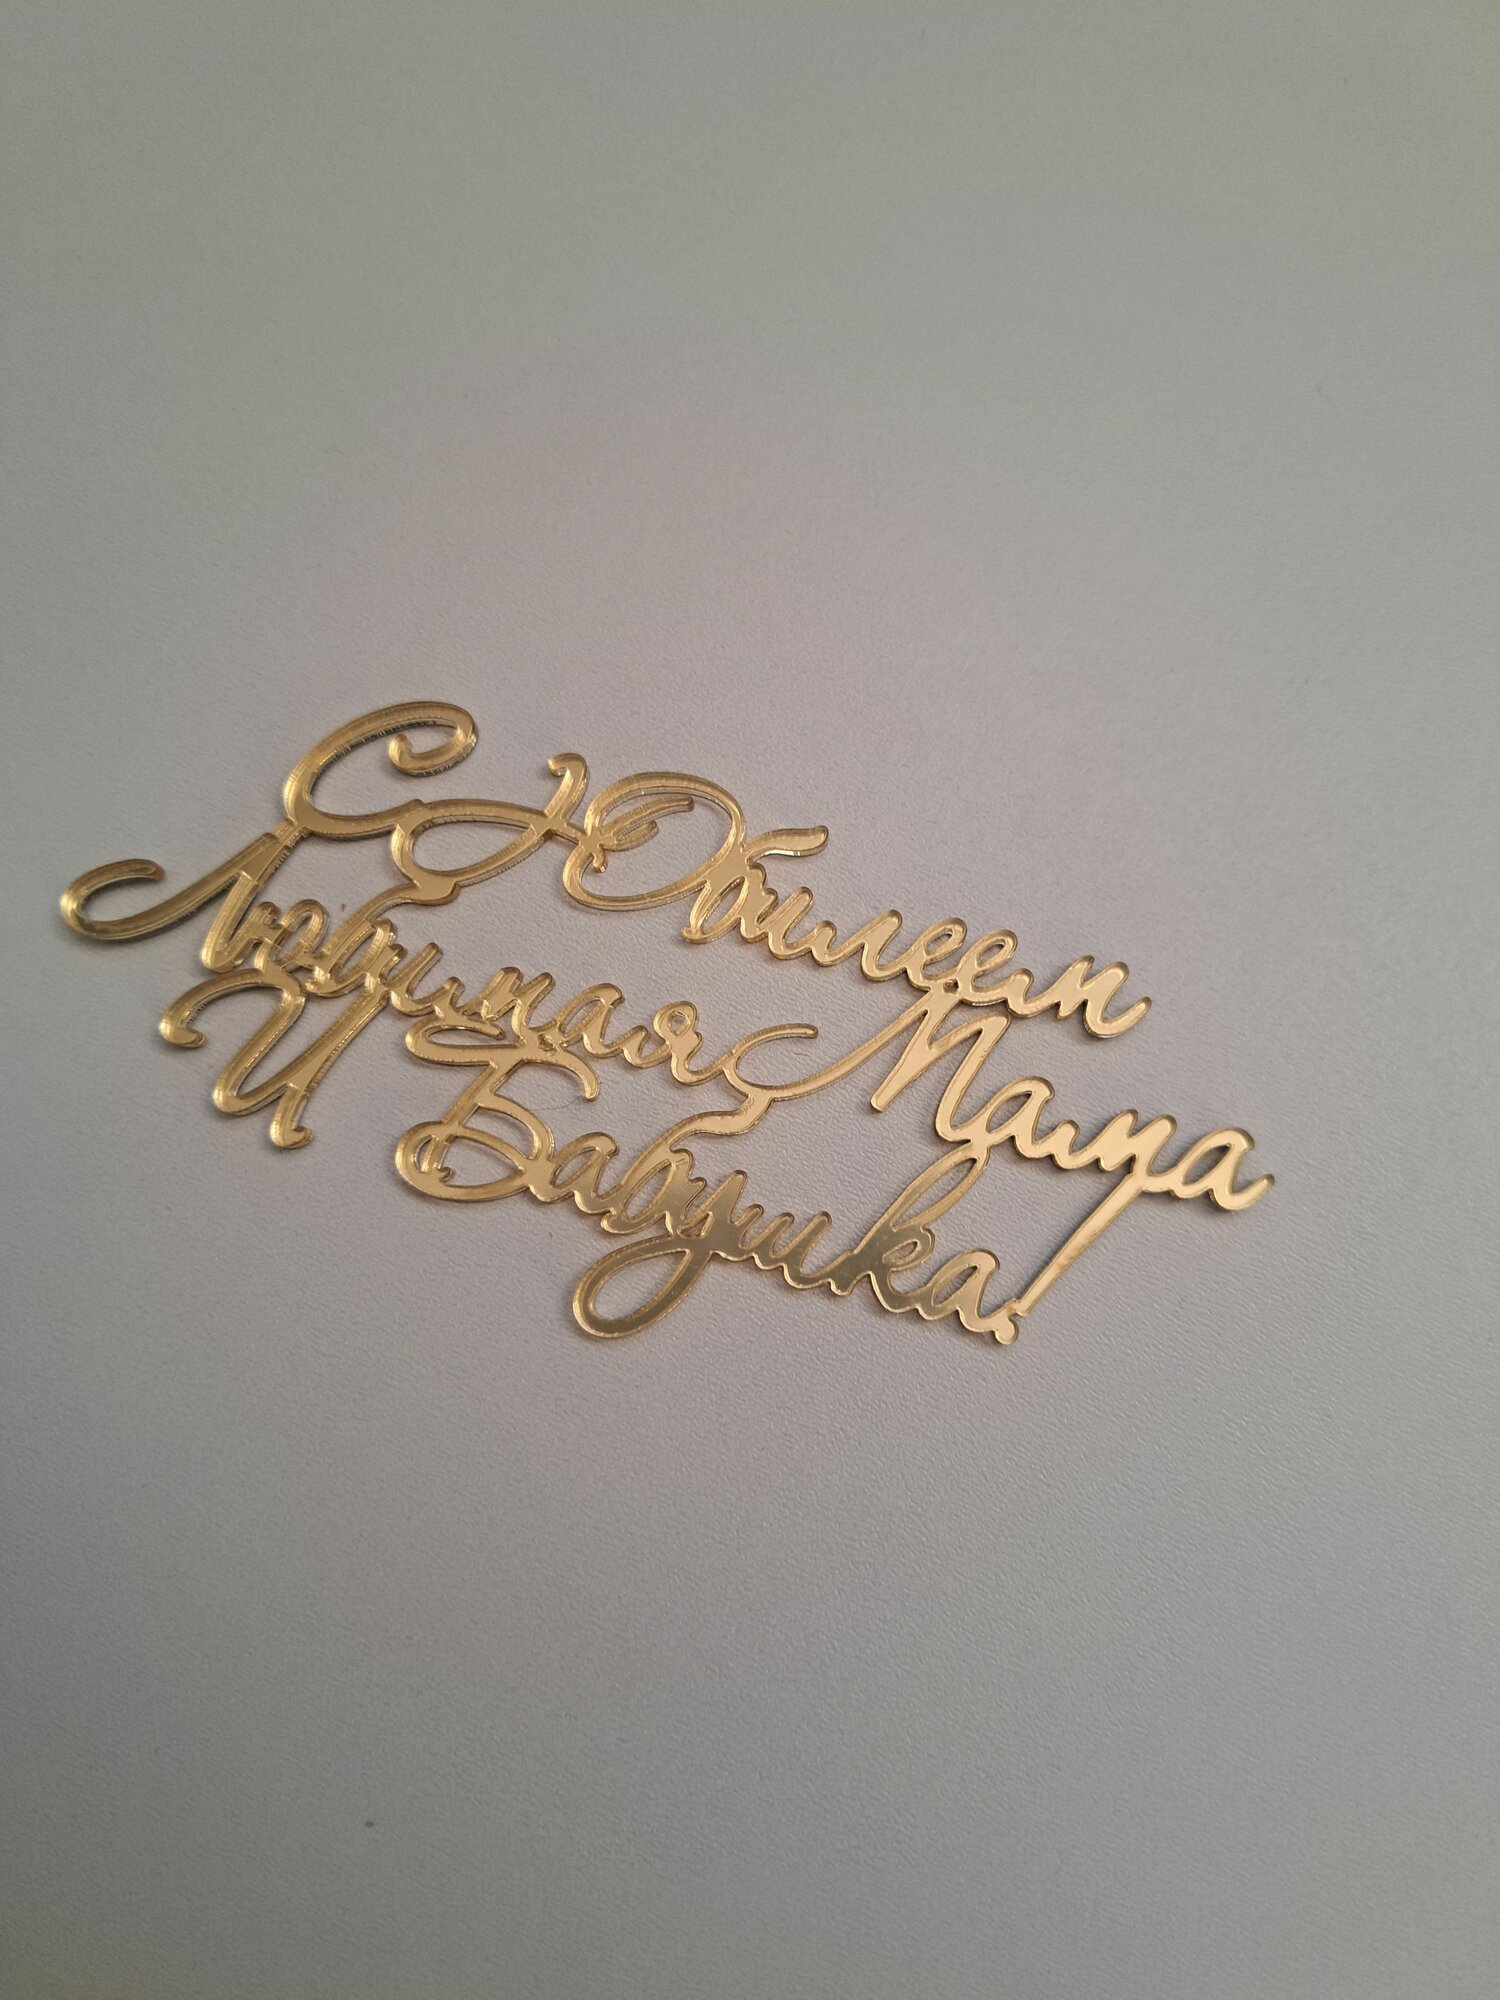 С Юбилеем
Любимая Мама
И Бабушка!